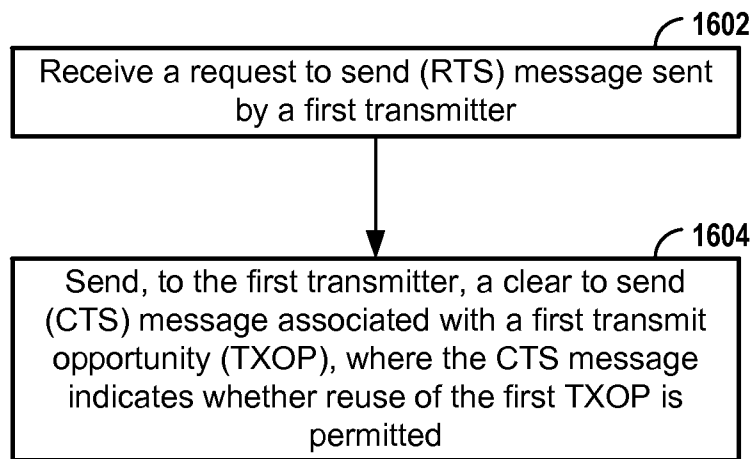 1602
Receive a request to send (RTS) message sent
by a first transmitter
1604
Send, to the first transmitter, a clear to send
(CTS) message associated with a first transmit
opportunity (TXOP), where the CTS message
indicates whether reuse of the first TXOP is
permitted